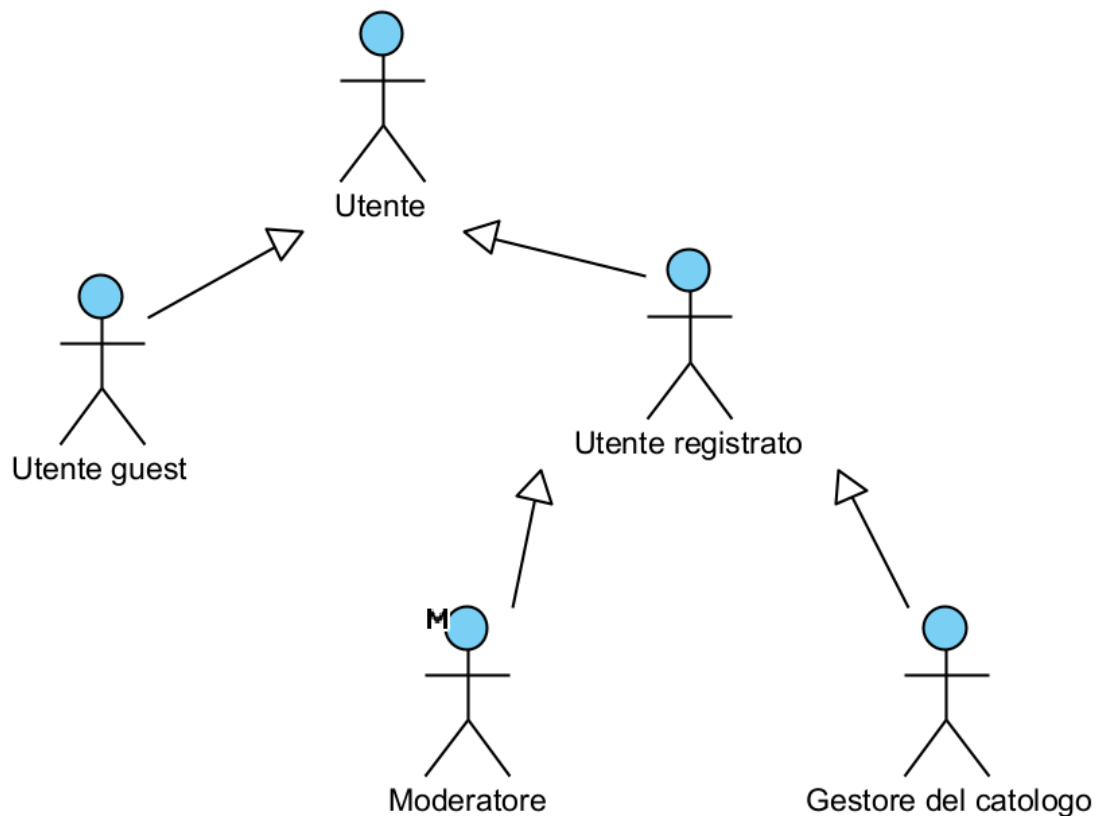 Utente
Utente guest
Utente registrato
M
Moderatore
Gestore del catologo